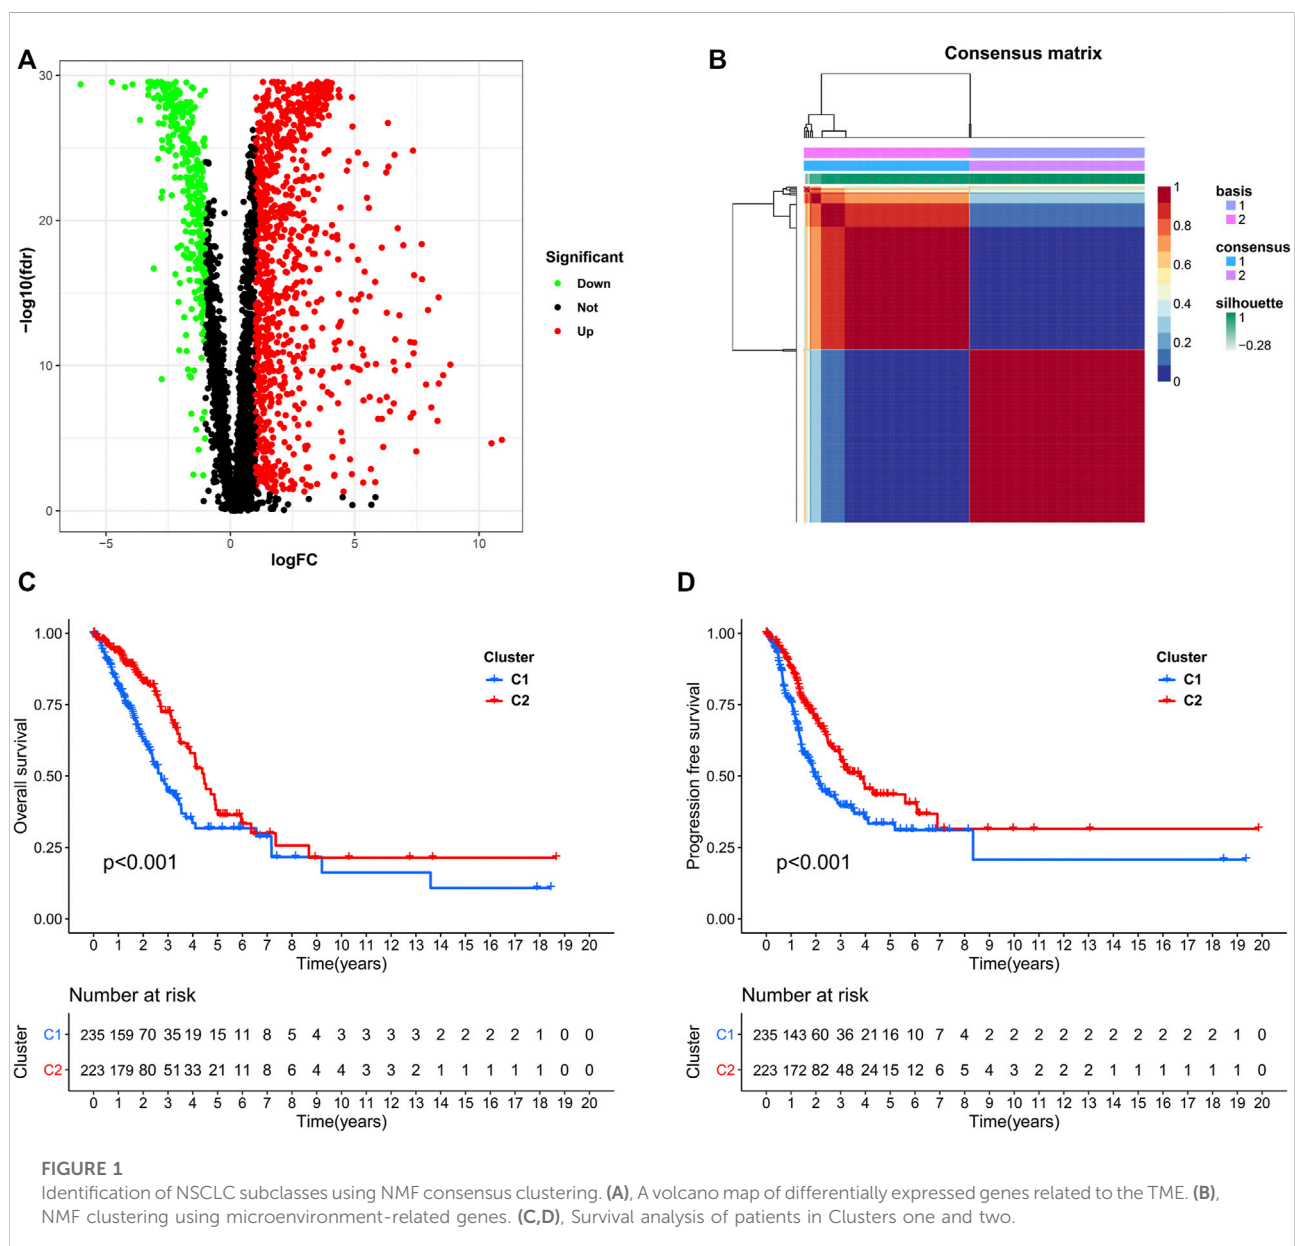 A
30
20
10
0
−5
0
5
10
−log10(fdr)
logFC
Significant
Down
Not
Up
B
Consensus matrix
1
0.8
0.6
0.4
0.2
0
basis
1
2
consensus
1
2
silhouette
1
−0.28
C
1.00
0.75
0.50
0.25
0.00
Overall survival
Cluster
C1
C2
p<0.001
0 1 2 3 4 5 6 7 8 9 10 11 12 13 14 15 16 17 18 19 20
Time(years)
Number at risk
Cluster
C1 235 159 70 35 19 15 11 8 5 4 3 3 3 3 2 2 2 2 1 0 0
C2 223 179 80 51 33 21 11 8 6 4 4 3 3 2 1 1 1 1 1 0 0
0 1 2 3 4 5 6 7 8 9 10 11 12 13 14 15 16 17 18 19 20
Time(years)
D
1.00
0.75
0.50
0.25
0.00
Progression free survival
Cluster
C1
C2
p<0.001
0 1 2 3 4 5 6 7 8 9 10 11 12 13 14 15 16 17 18 19 20
Time(years)
Number at risk
Cluster
C1 235 143 60 36 21 16 10 7 4 2 2 2 2 2 2 2 2 2 2 1 0
C2 223 172 82 48 24 15 12 6 5 4 3 2 2 2 1 1 1 1 1 1 0
0 1 2 3 4 5 6 7 8 9 10 11 12 13 14 15 16 17 18 19 20
Time(years)
FIGURE 1
Identification of NSCLC subclasses using NMF consensus clustering. (A), A volcano map of differentially expressed genes related to the TME. (B),
NMF clustering using microenvironment-related genes. (C,D), Survival analysis of patients in Clusters one and two.